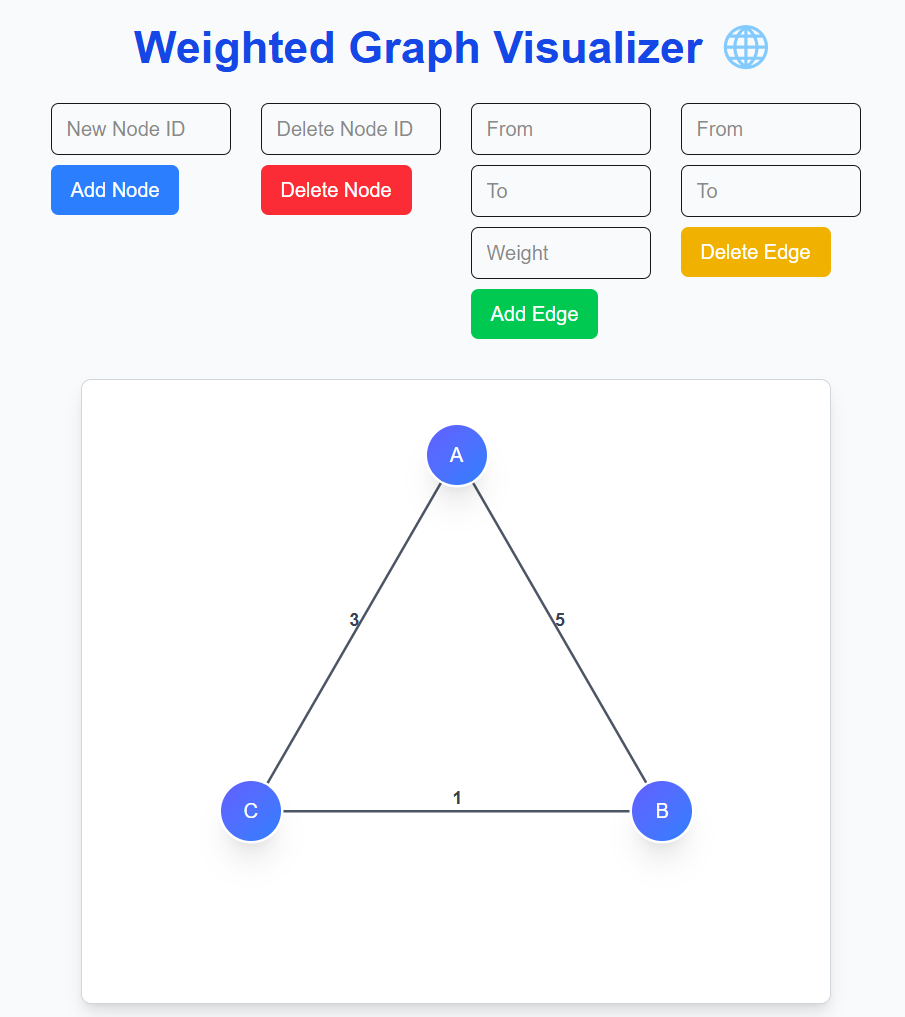 Weighted Graph Visualizer 🌐
New Node ID
Add Node
Delete Node ID
Delete Node
From
To
Weight
Add Edge
From
To
Delete Edge
A
3
5
C
1
B